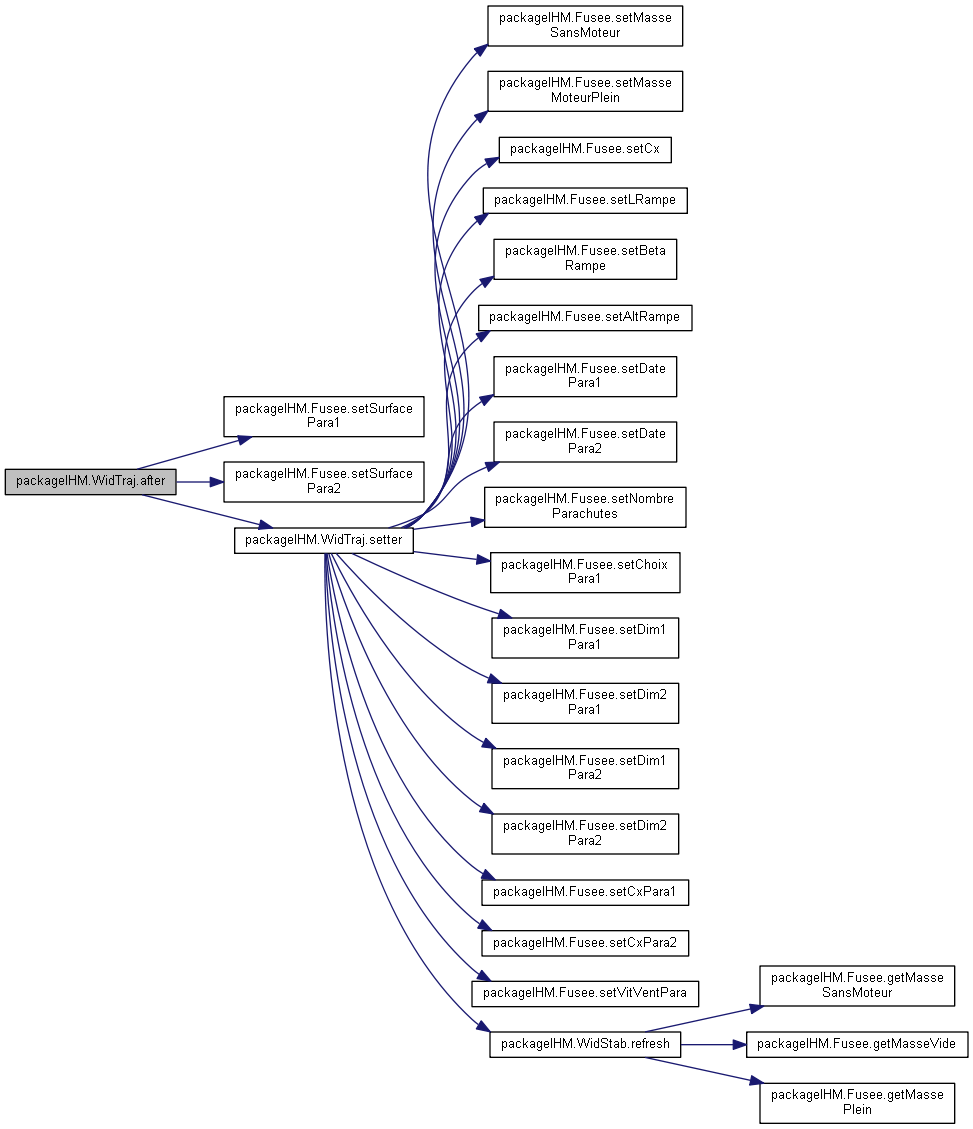 packageIHM.Fusee.setMasse
SansMoteur
packageIHM.Fusee.setMasse
MoteurPlein
packageIHM.Fusee.setCx
packageIHM.Fusee.setLRampe
packageIHM.Fusee.setBeta
Rampe
packageIHM.Fusee.setAltRampe
packageIHM.Fusee.setDate
Para1
packageIHM.Fusee.setSurface
Para1
packageIHM.Fusee.setDate
Para2
packageIHM.WidTraj.after
packageIHM.Fusee.setSurface
Para2
packageIHM.Fusee.setNombre
Parachutes
packageIHM.WidTraj.setter
packageIHM.Fusee.setChoix
Para1
packageIHM.Fusee.setDim1
Para1
packageIHM.Fusee.setDim2
Para1
packageIHM.Fusee.setDim1
Para2
packageIHM.Fusee.setDim2
Para2
packageIHM.Fusee.setCxPara1
packageIHM.Fusee.setCxPara2
packageIHM.Fusee.setVitVentPara
packageIHM.Fusee.getMasse
SansMoteur
packageIHM.WidStab.refresh
packageIHM.Fusee.getMasseVide
packageIHM.Fusee.getMasse
Plein